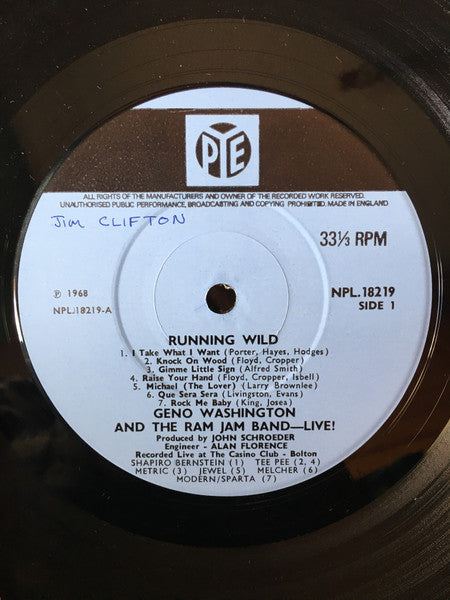 PYE
ALL RIGHTS OF THE MANUFACTURERS AND OWNER OF THE RECORDED WORK RESERVED.
UNAUTHORISED PUBLIC PERFORMANCE, BROADCASTING AND COPYING PROHIBITED. MADE IN ENGLAND
Jim CLIFTON
33⅓ RPM
Ⓟ 1968
NPL.18219-A
NPL.18219
SIDE 1
RUNNING WILD
1. I Take What I Want (Porter, Hayes, Hodges)
2. Knock On Wood (Floyd, Cropper)
3. Gimme Little Sign (Alfred Smith)
4. Raise Your Hand (Floyd, Cropper, Isbell)
5. Michael (The Lover) (Larry Brownlee)
6. Que Sera Sera (Livingston, Evans)
7. Rock Me Baby (King, Josea)
GENO WASHINGTON
AND THE RAM JAM BAND—LIVE!
Produced by JOHN SCHROEDER
Engineer - ALAN FLORENCE
Recorded Live at The Casino Club - Bolton
SHAPIRO BERNSTEIN (1) TEE PEE (2, 4)
METRIC (3) JEWEL (5) MELCHER (6)
MODERN/SPARTA (7)